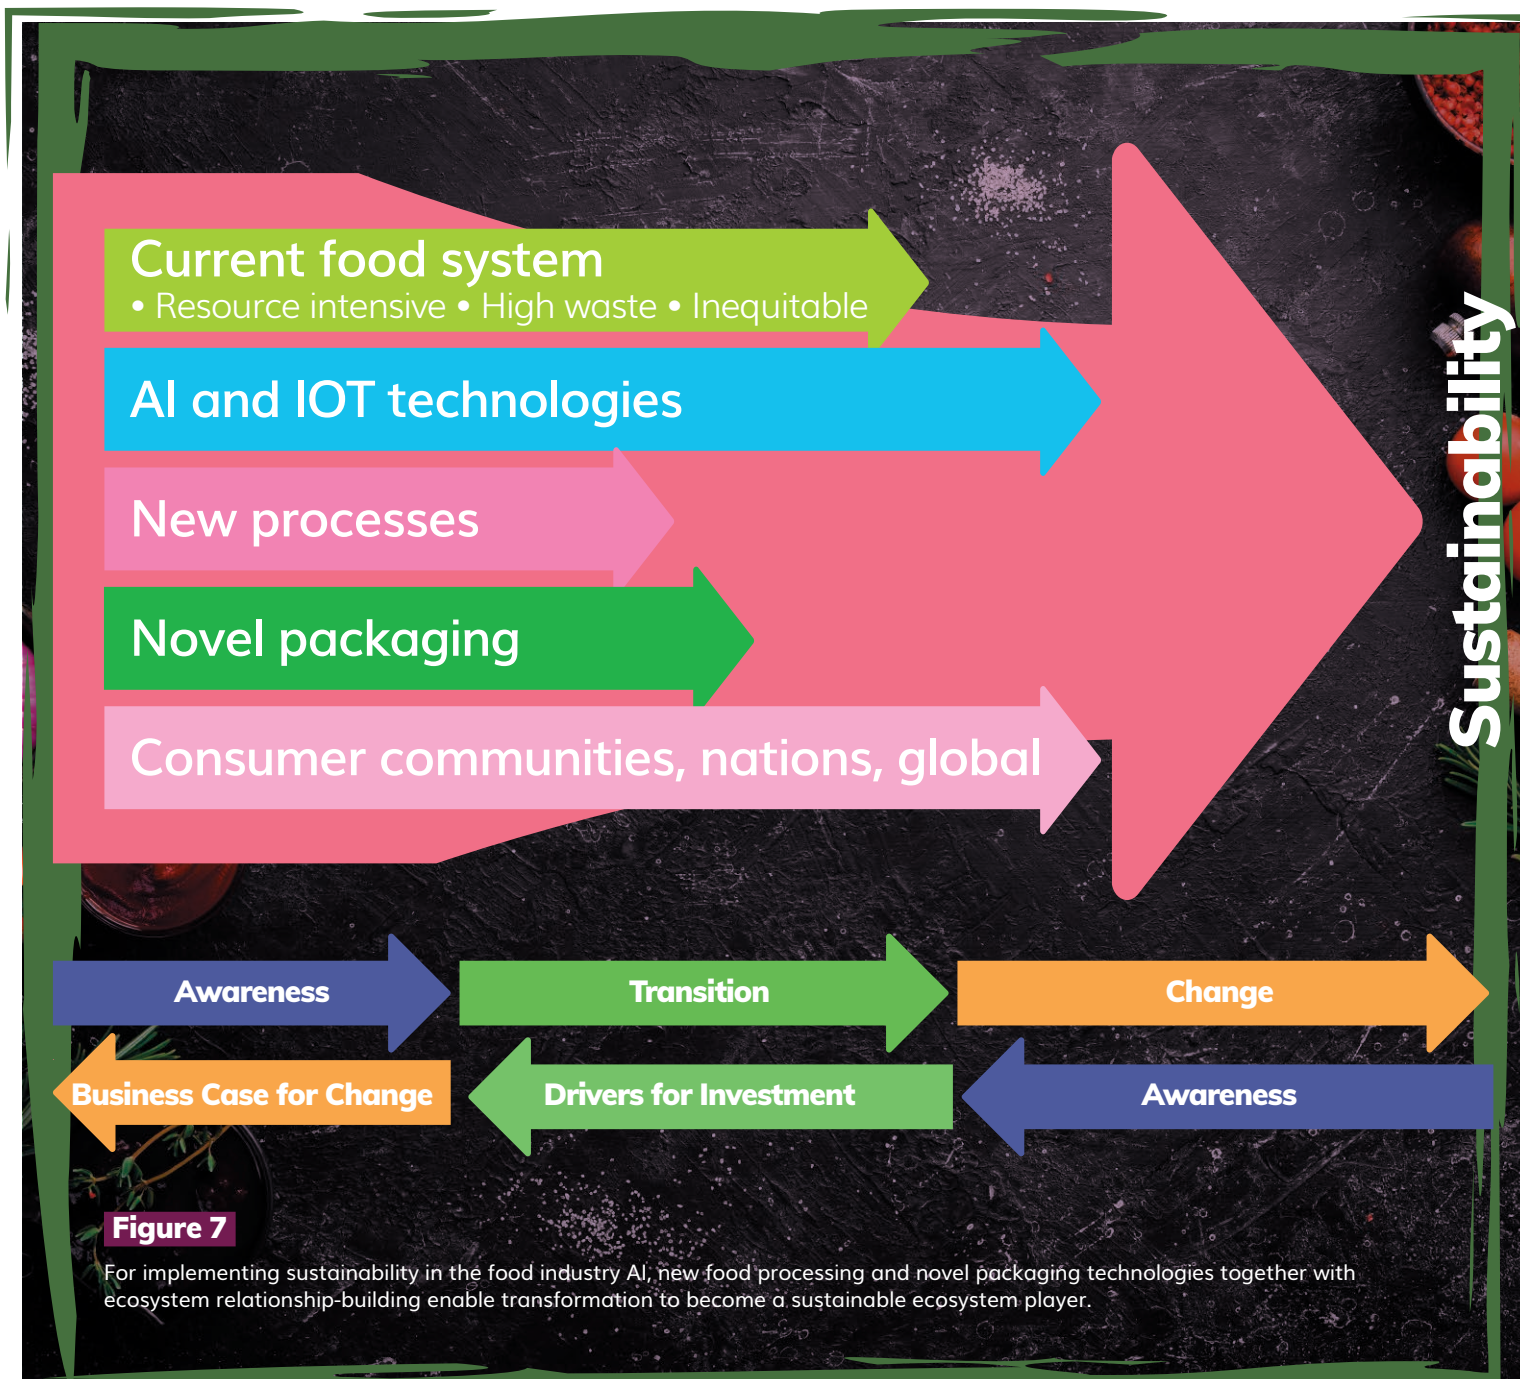 Current food system
• Resource intensive • High waste • Inequitable
AI and IOT technologies
New processes
Novel packaging
Consumer communities, nations, global
Sustainability
Awareness
Transition
Change
Business Case for Change
Drivers for Investment
Awareness
Figure 7
For implementing sustainability in the food industry AI, new food processing and novel packaging technologies together with
ecosystem relationship-building enable transformation to become a sustainable ecosystem player.